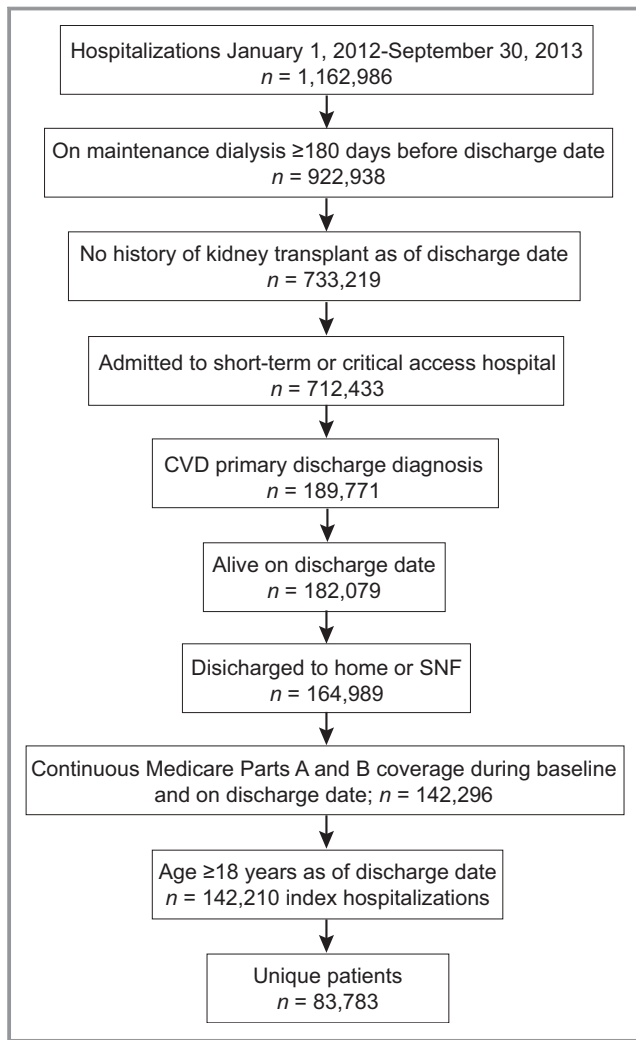 Hospitalizations January 1, 2012-September 30, 2013
n = 1,162,986
On maintenance dialysis ≥180 days before discharge date
n = 922,938
No history of kidney transplant as of discharge date
n = 733,219
Admitted to short-term or critical access hospital
n = 712,433
CVD primary discharge diagnosis
n = 189,771
Alive on discharge date
n = 182,079
Disicharged to home or SNF
n = 164,989
Continuous Medicare Parts A and B coverage during baseline
and on discharge date; n = 142,296
Age ≥18 years as of discharge date
n = 142,210 index hospitalizations
Unique patients
n = 83,783